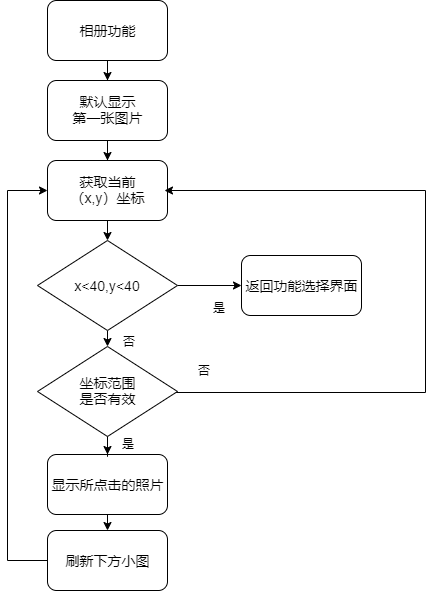 相册功能
默认显示
第一张图片
获取当前
（x,y）坐标
x<40,y<40
是
返回功能选择界面
否
坐标范围
是否有效
否
是
显示所点击的照片
刷新下方小图